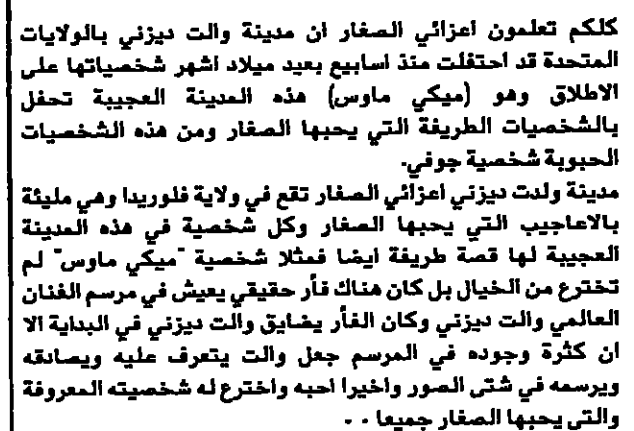 كلكم تعلمون اعزائي الصغار ان مدينة والت ديزني بالولايات
المتحدة قد احتفلت منذ اسابيع بعيد ميلاد اشهر شخصياتها على
الاطلاق وهو (ميكي ماوس) هذه المدينة العجيبة تحفل
بالشخصيات الطريفة التي يحبها الصغار ومن هذه الشخصيات
الحبوبة شخصية جوفي.
مدينة ولدت ديزني اعزائي الصغار تقع في ولاية فلوريدا وهي مليئة
بالاعاجيب التي يحبها الصغار وكل شخصية في هذه المدينة
العجيبة لها قصة طريفة ايضا فمثلا شخصية "ميكي ماوس" لم
تخترع من الخيال بل كان هناك فأر حقيقي يعيش في مرسم الفنان
العالمي والت ديزني وكان الفأر يضايق والت ديزني في البداية الا
ان كثرة وجوده في المرسم جعل والت يتعرف عليه ويصادقه
ويرسمه في شتى الصور واخيرا احبه واخترع له شخصيته المعروفة
والتي يحبها الصغار جميعا . .